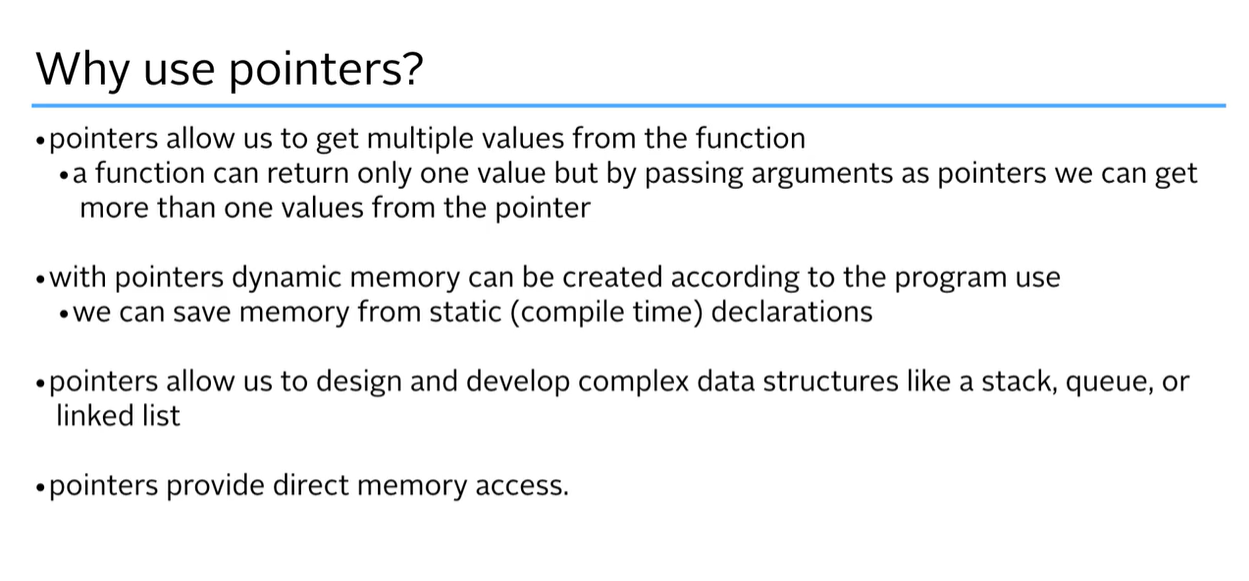 Why use pointers?
•pointers allow us to get multiple values from the function
•a function can return only one value but by passing arguments as pointers we can get
more than one values from the pointer
•with pointers dynamic memory can be created according to the program use
•we can save memory from static (compile time) declarations
•pointers allow us to design and develop complex data structures like a stack, queue, or
linked list
•pointers provide direct memory access.